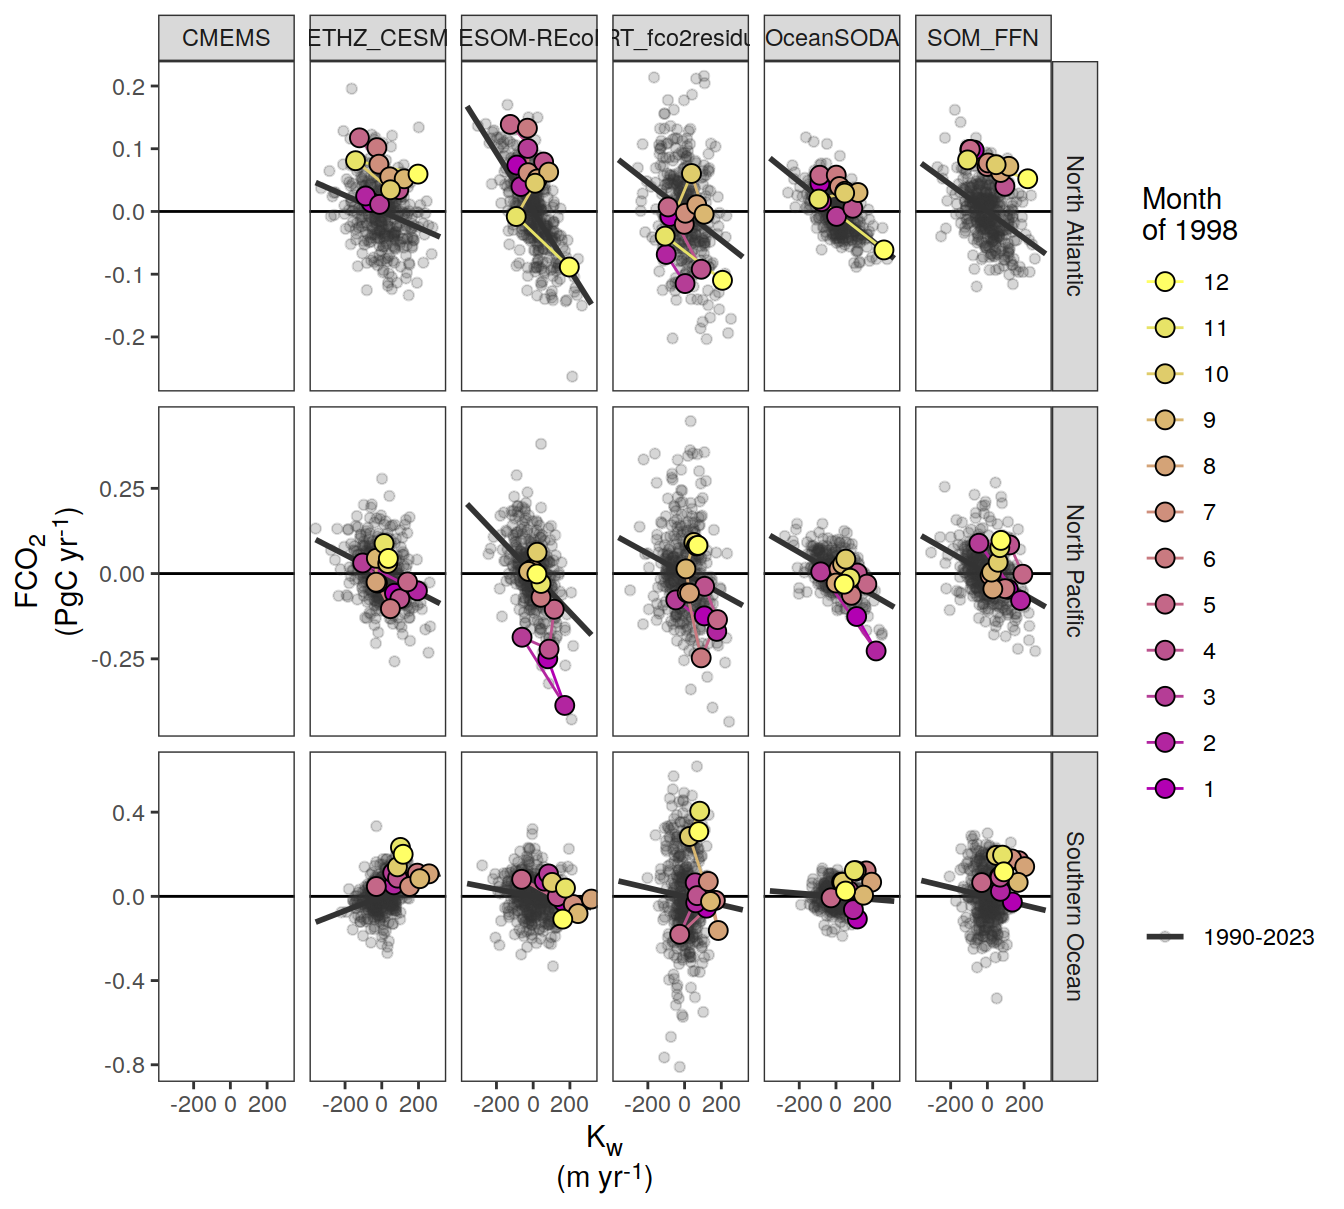 CMEMS ETHZ_CESM ESOM-REcoM RT_fco2residu OceanSODA SOM_FFN
0.2
0.1
0.0
-0.1
-0.2
North Atlantic
0.25
0.00
-0.25
North Pacific
0.4
0.0
-0.4
-0.8
Southern Ocean
FCO2
(PgC yr-1)
-200 0 200 -200 0 200 -200 0 200 -200 0 200 -200 0 200 -200 0 200
Kw
(m yr-1)
Month
of 1998
12
11
10
9
8
7
6
5
4
3
2
1
1990-2023